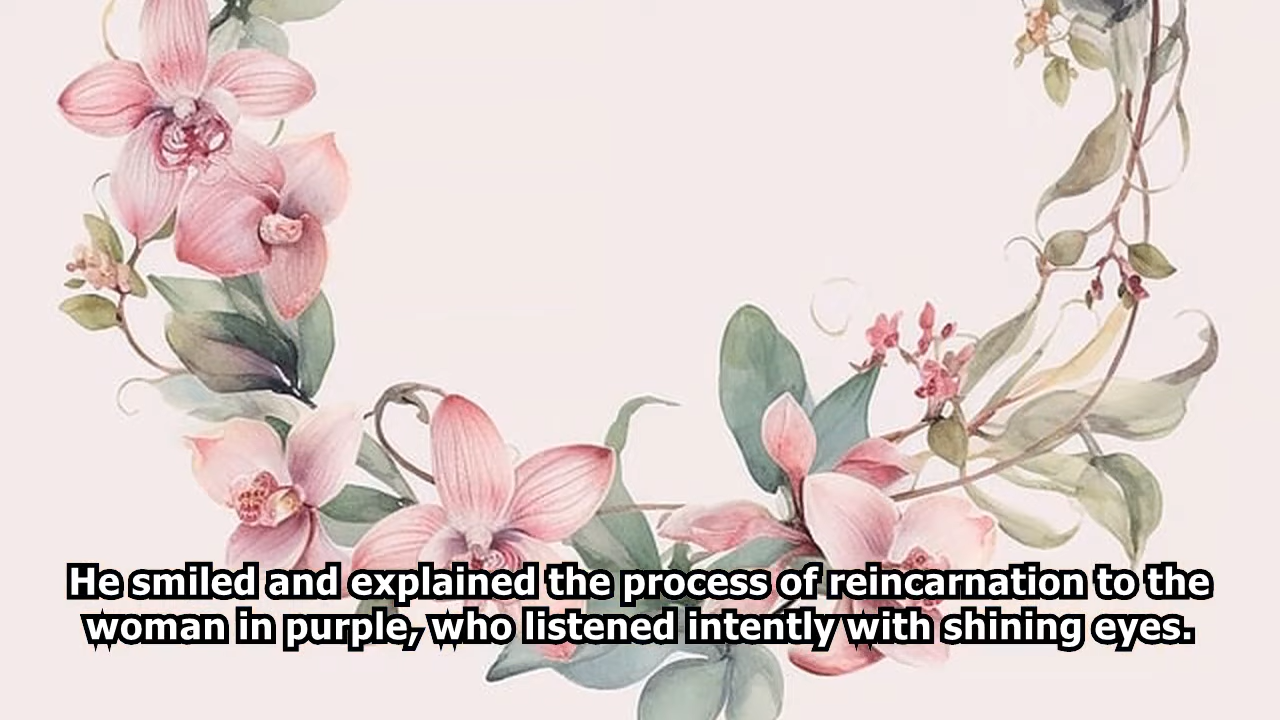 He smiled and explained the process of reincarnation to the
woman in purple, who listened intently with shining eyes.